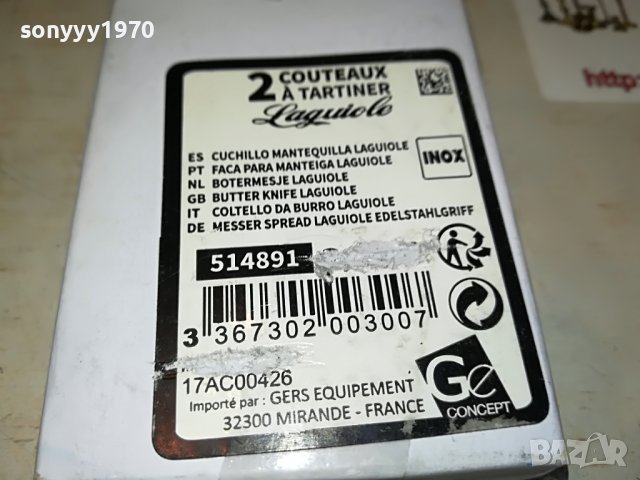 sonyyy1970
http
2 COUTEAUX
À TARTINER
Laguiole
ES CUCHILLO MANTEQUILLA LAGUIOLE
PT FACA PARA MANTEIGA LAGUIOLE
NL BOTERMESJE LAGUIOLE
GB BUTTER KNIFE LAGUIOLE
IT COLTELLO DA BURRO LAGUIOLE
DE MESSER SPREAD LAGUIOLE EDELSTAHLGRIFF
INOX
514891
3 367302 003007
17AC00426
Importé par : GERS EQUIPEMENT
32300 MIRANDE - FRANCE
Ge
CONCEPT
BAZAR